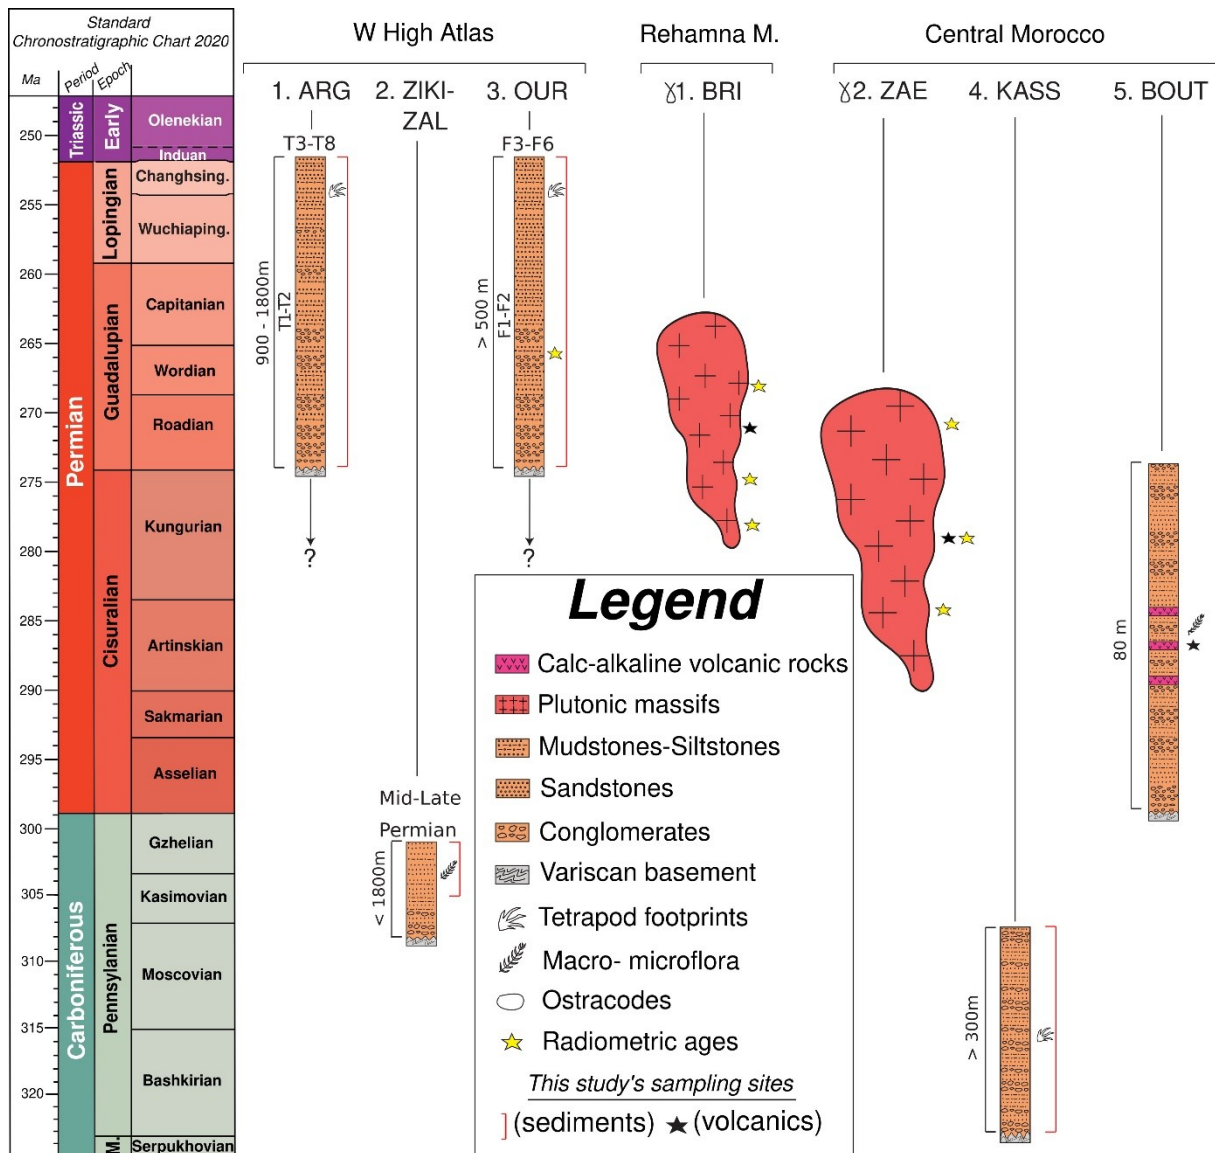 Standard
Chronostratigraphic Chart 2020
Ma
Period
Epoch
W High Atlas
Rehamna M.
Central Morocco
1. ARG
2. ZIKI-
ZAL
3. OUR
ɣ1. BRI
ɣ2. ZAE
4. KASS
5. BOUT
250
255
260
265
270
275
280
285
290
295
300
305
310
315
320
Triassic
Permian
Carboniferous
Early
Lopingian
Guadalupian
Cisuralian
Pennsylanian
M.
Olenekian
Induan
Changhsing.
Wuchiaping.
Capitanian
Wordian
Roadian
Kungurian
Artinskian
Sakmarian
Asselian
Gzhelian
Kasimovian
Moscovian
Bashkirian
Serpukhovian
T3-T8
900 - 1800m
T1-T2
?
Mid-Late
Permian
< 1800m
F3-F6
> 500 m
F1-F2
?
> 300m
80 m
Legend
Calc-alkaline volcanic rocks
Plutonic massifs
Mudstones-Siltstones
Sandstones
Conglomerates
Variscan basement
Tetrapod footprints
Macro- microflora
Ostracodes
Radiometric ages
This study's sampling sites
(sediments) ★(volcanics)